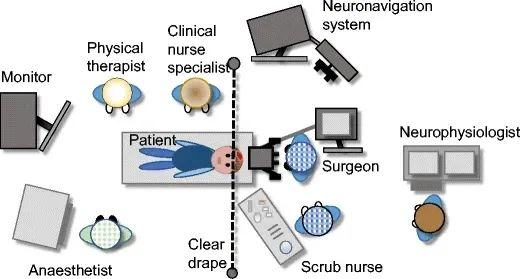 Neuronavigation
system
Clinical
nurse
specialist
Physical
therapist
Monitor
Patient
Neurophysiologist
Surgeon
Clear
drape
Scrub nurse
Anaesthetist